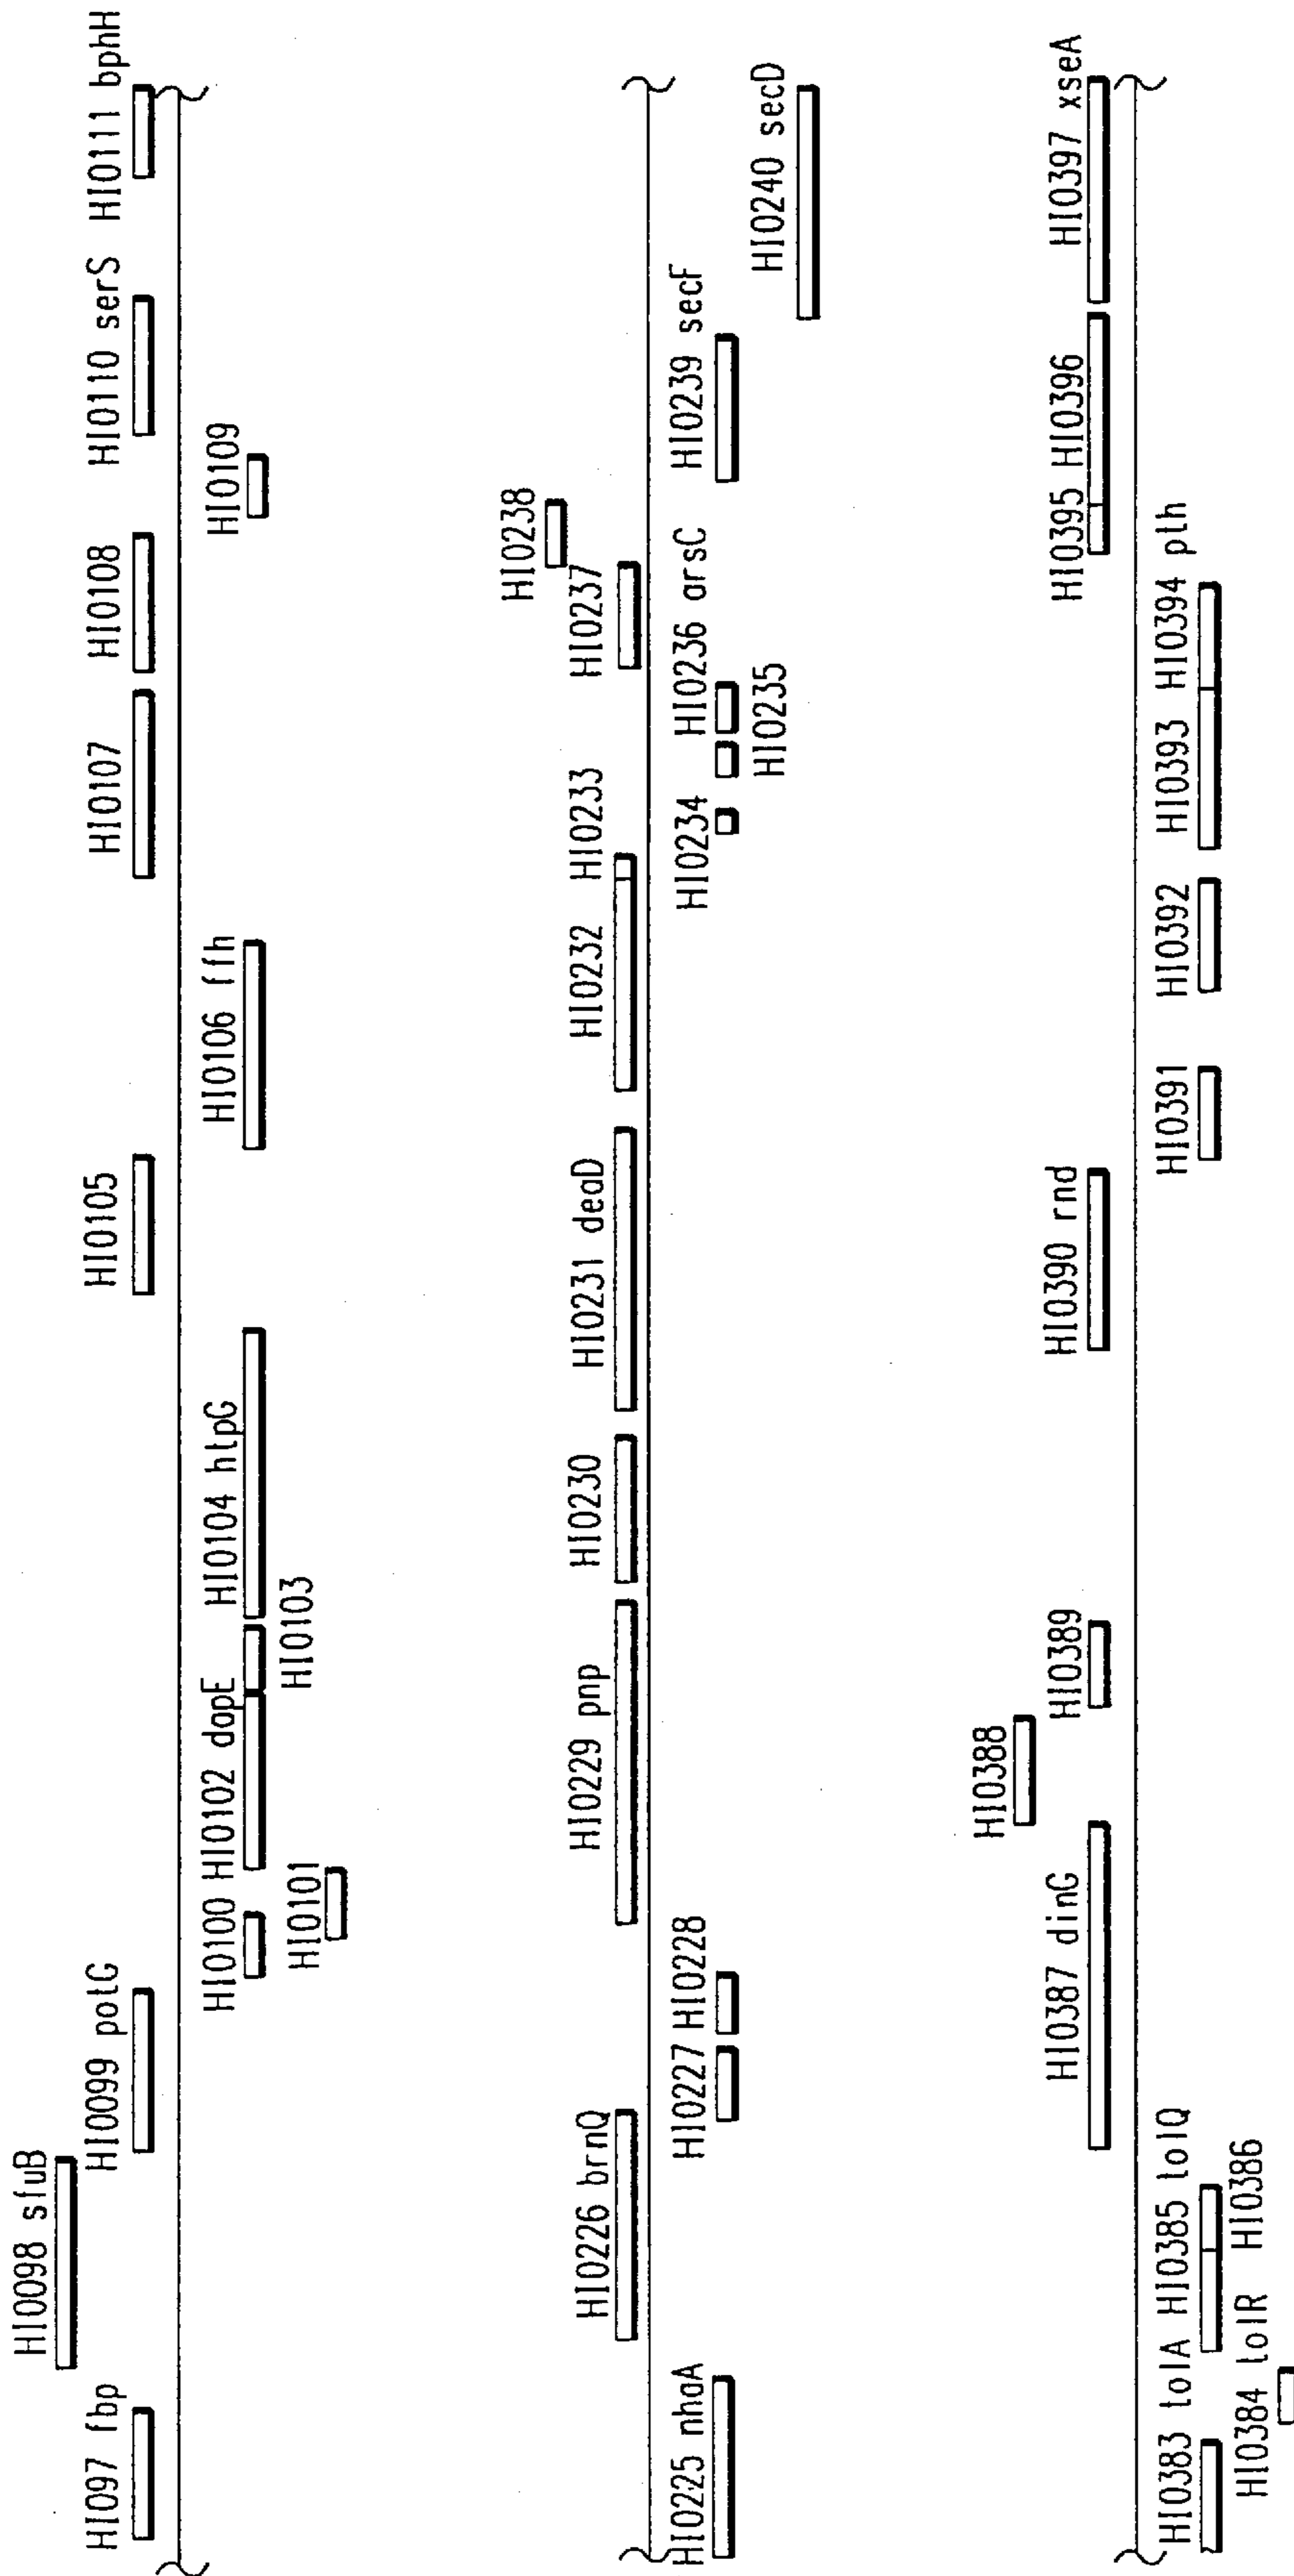 HI097 fbp
HI0098 sfuB
HI0099 potG
HI0100
HI0101
HI0102 dapE
HI0103
HI0104 htpG
HI0105
HI0106 ffh
HI0107
HI0108
HI0109
HI0110 serS
HI0111 bphH
HI0225 nhaA
HI0226 brnQ
HI0227
HI0228
HI0229 pnp
HI0230
HI0231 deaD
HI0232
HI0233
HI0234
HI0235
HI0236 arsC
HI0237
HI0238
HI0239 secF
HI0240 secD
HI0383 tolA
HI0384 tolR
HI0385 tolQ
HI0386
HI0387 dinG
HI0388
HI0389
HI0390 rnd
HI0391
HI0392
HI0393
HI0394 pth
HI0395
HI0396
HI0397 xseA